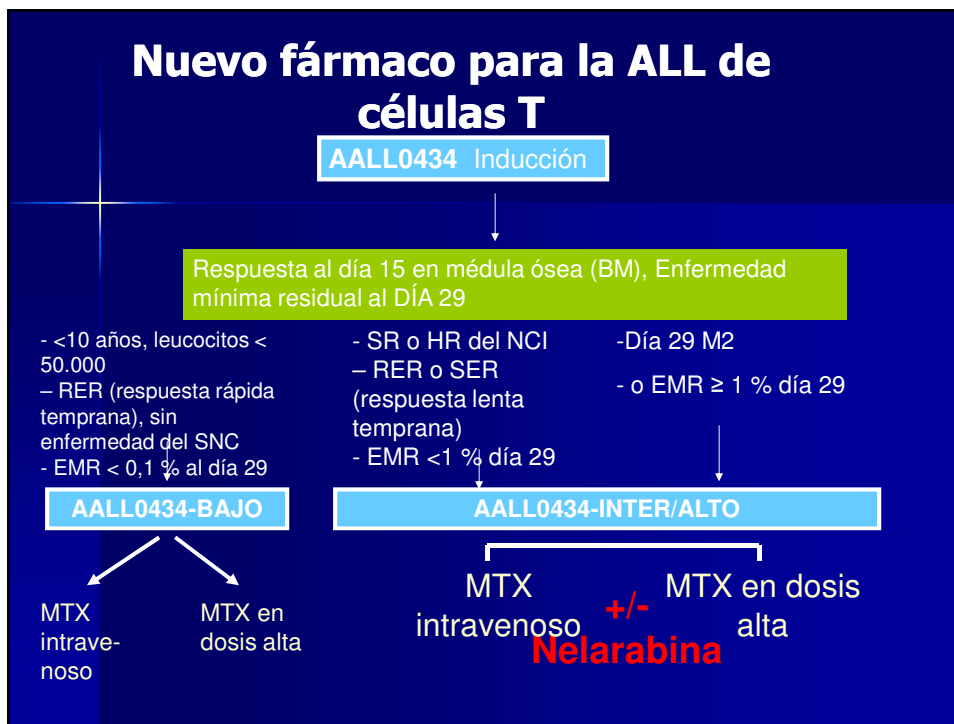 Nuevo fármaco para la ALL de
células T
AALL0434 Inducción
Respuesta al día 15 en médula ósea (BM), Enfermedad
mínima residual al DÍA 29
- <10 años, leucocitos <
50.000
– RER (respuesta rápida
temprana), sin
enfermedad del SNC
- EMR < 0,1 % al día 29
- SR o HR del NCI
– RER o SER
(respuesta lenta
temprana)
- EMR <1 % día 29
-Día 29 M2
- o EMR ≥ 1 % día 29
AALL0434-BAJO
AALL0434-INTER/ALTO
MTX
intrave-
noso
MTX en
dosis alta
MTX
intravenoso
+/-
Nelarabina
MTX en dosis
alta